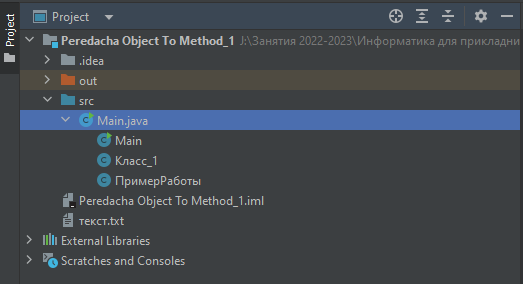 Project
Project
Peredacha Object To Method_1 J:\Занятия 2022-2023\Информатика для прикладни
.idea
out
src
Main.java
Main
Класс_1
ПримерРаботы
Peredacha Object To Method_1.iml
текст.txt
External Libraries
Scratches and Consoles